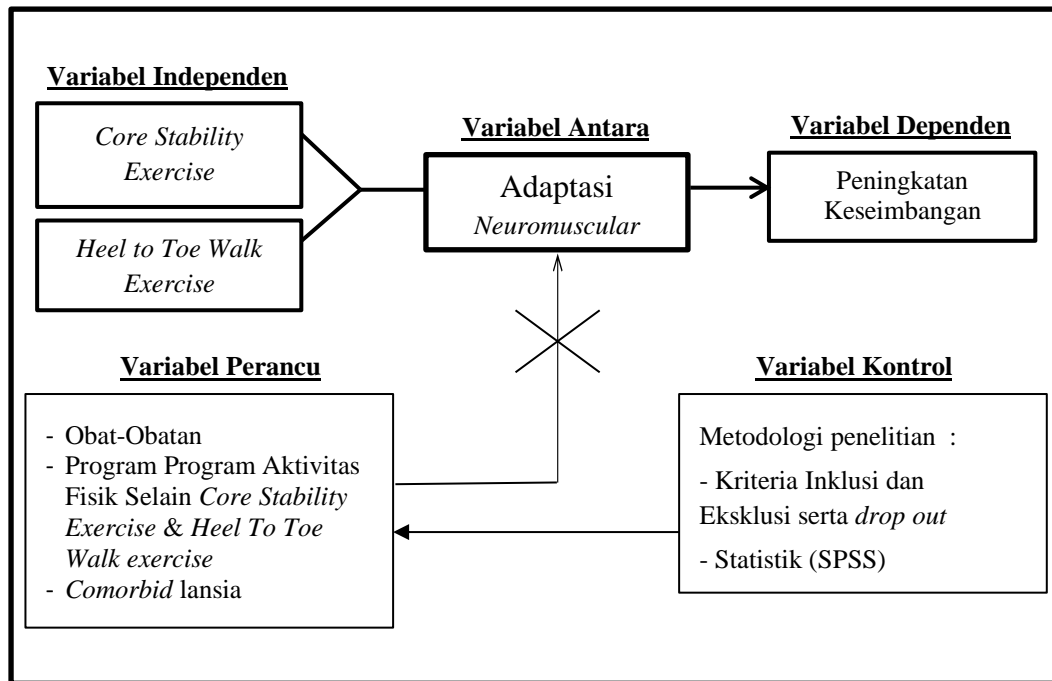 Variabel Independen
Core Stability
Exercise
Heel to Toe Walk
Exercise
Variabel Antara
Adaptasi
Neuromuscular
Variabel Dependen
Peningkatan
Keseimbangan
Variabel Perancu
- Obat-Obatan
- Program Program Aktivitas
Fisik Selain Core Stability
Exercise & Heel To Toe
Walk exercise
- Comorbid lansia
Variabel Kontrol
Metodologi penelitian :
- Kriteria Inklusi dan
Eksklusi serta drop out
- Statistik (SPSS)